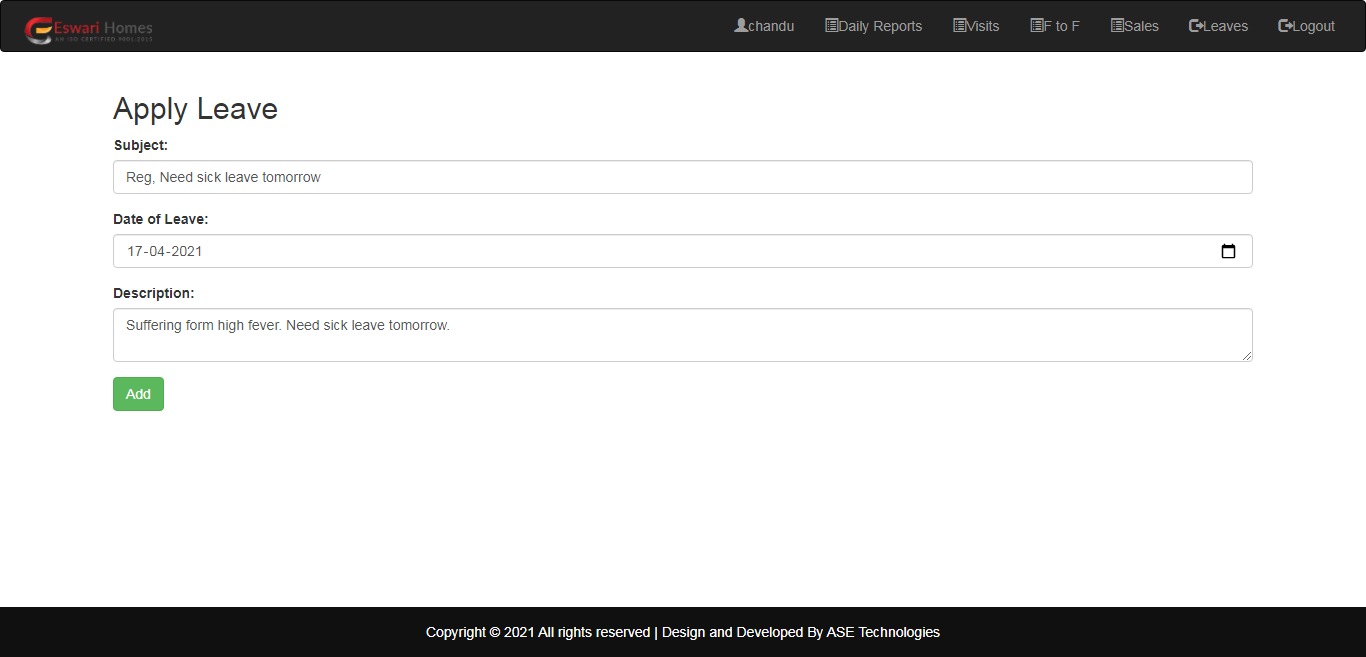 Eswari Homes
AN ISO CERTIFIED 9001:2015
chandu Daily Reports Visits F to F Sales Leaves Logout
Apply Leave
Subject:
Reg, Need sick leave tomorrow
Date of Leave:
17-04-2021
Description:
Suffering form high fever. Need sick leave tomorrow.
Add
Copyright © 2021 All rights reserved | Design and Developed By ASE Technologies